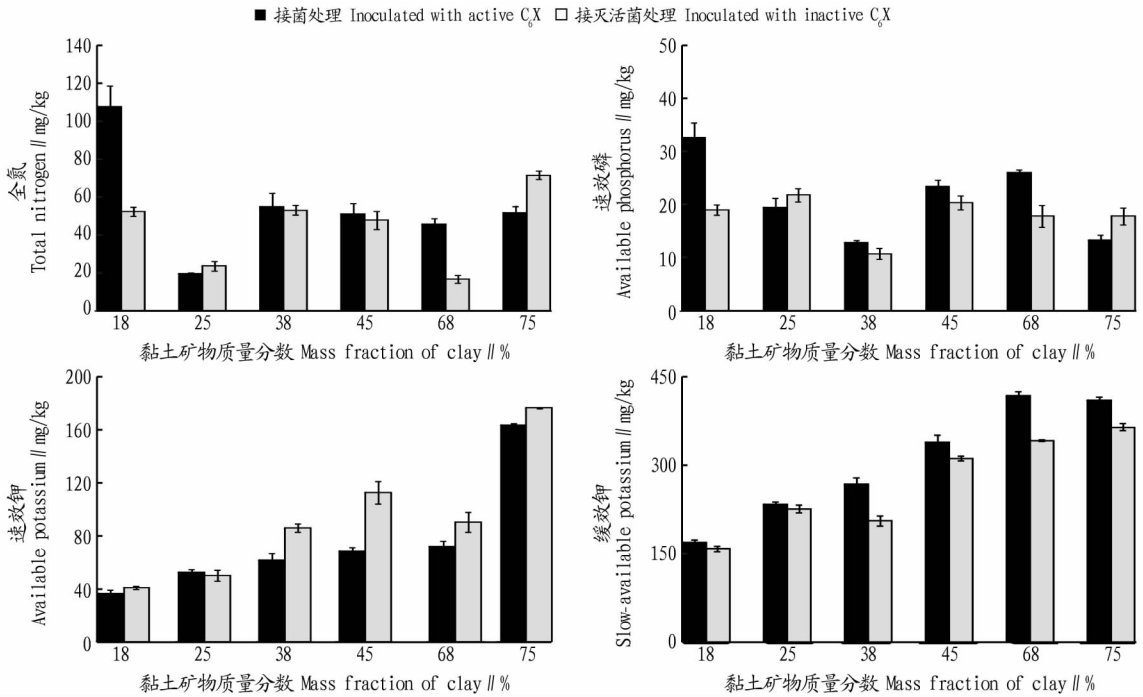 ■ 接菌处理 Inoculated with active C₆X □ 接灭活菌处理 Inoculated with inactive C₆X
全氮
Total nitrogen∥mg/kg
140
120
100
80
60
40
20
0
18 25 38 45 68 75
黏土矿物质量分数 Mass fraction of clay∥%
速效磷
Available phosphorus∥mg/kg
50
40
30
20
10
0
18 25 38 45 68 75
黏土矿物质量分数 Mass fraction of clay∥%
速效钾
Available potassium∥mg/kg
200
160
120
80
40
0
18 25 38 45 68 75
黏土矿物质量分数 Mass fraction of clay∥%
缓效钾
Slow-available potassium∥mg/kg
450
300
150
0
18 25 38 45 68 75
黏土矿物质量分数 Mass fraction of clay∥%